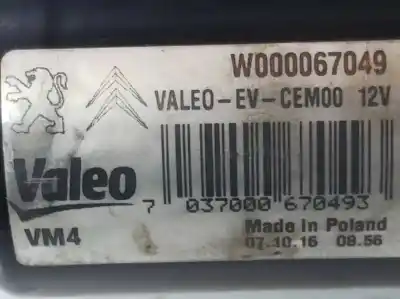 W000067049
VALEO-EV-CEM00 12V
Valeo
7 037000 670493
VM4
Made in Poland
07.10.16 08.56